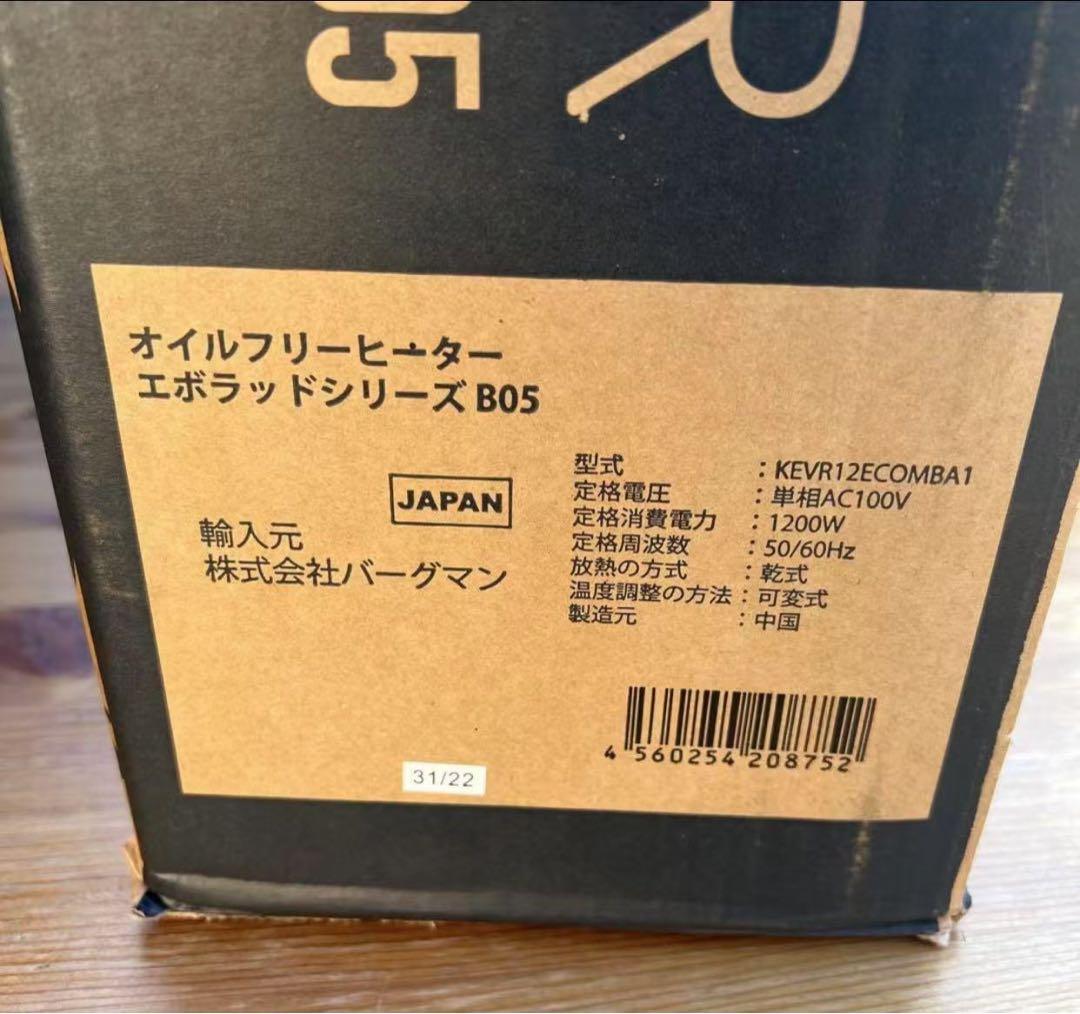 05
R
オイルフリーヒーター
エボラッドシリーズ B05
JAPAN
輸入元
株式会社バーグマン
型式 : KEVR12ECOMBA1
定格電圧 : 単相AC100V
定格消費電力 : 1200W
定格周波数 : 50/60Hz
放熱の方式 : 乾式
温度調整の方法 : 可変式
製造元 : 中国
4 560254 208752
31/22